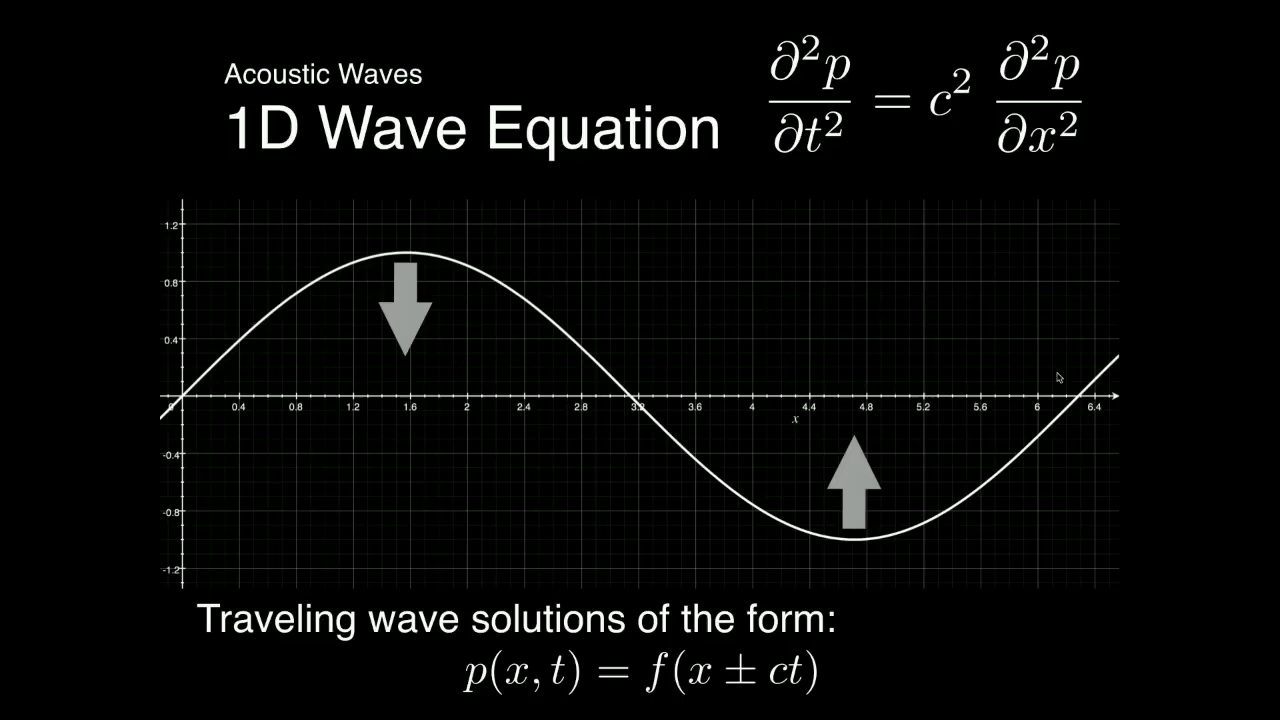 Acoustic Waves
1D Wave Equation
∂²p/∂t² = c² ∂²p/∂x²
1.2
0.8
0.4
0 0.4 0.8 1.2 1.6 2 2.4 2.8 3.2 3.6 4 4.4 4.8 5.2 5.6 6 6.4
x
-0.4
-0.8
-1.2
Traveling wave solutions of the form:
p(x, t) = f(x ± ct)